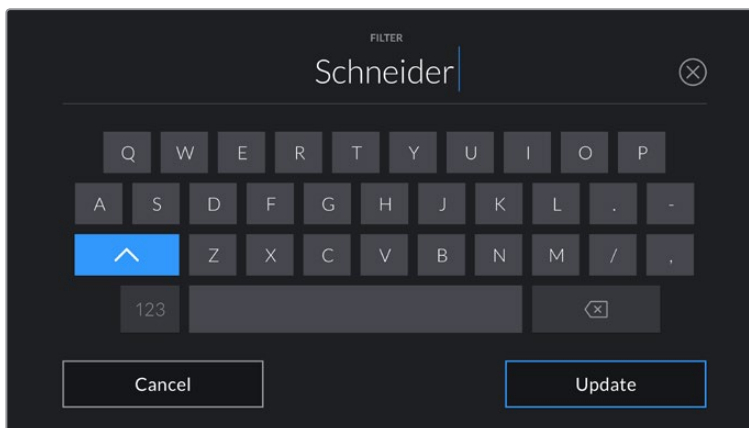 FILTER
Schneider
Q W E R T Y U I O P
A S D F G H J K L . -
Z X C V B N M / ,
123
Cancel Update